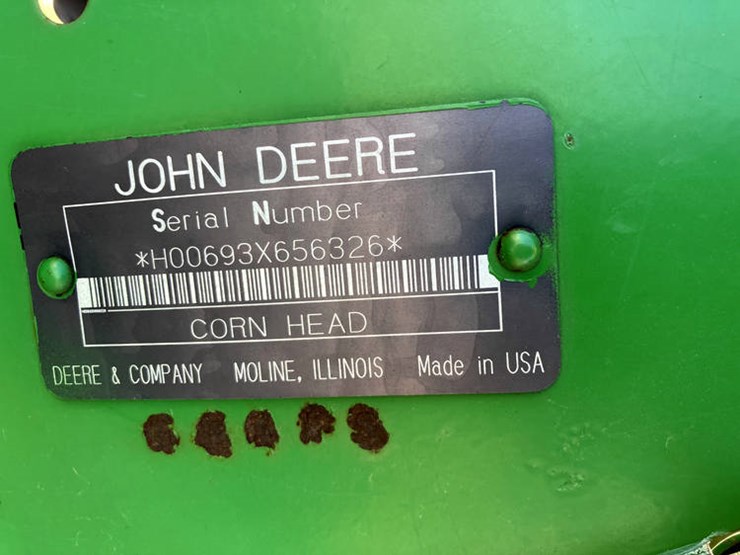 JOHN DEERE
Serial Number
*H00693X656326*
CORN HEAD
DEERE & COMPANY MOLINE, ILLINOIS Made in USA